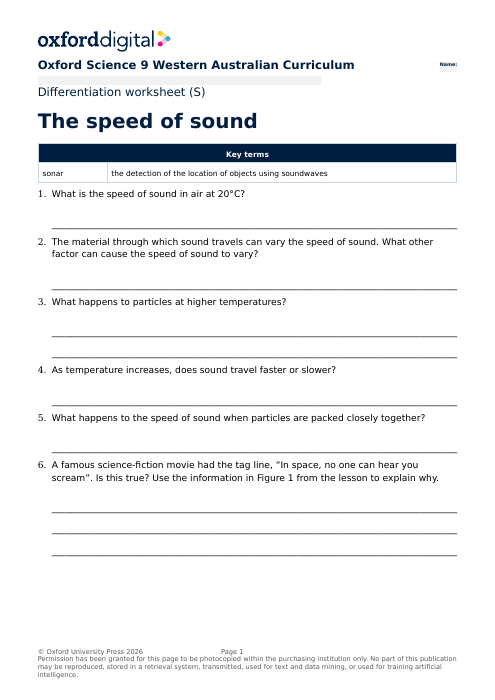 oxforddigital
Oxford Science 9 Western Australian Curriculum
Name:
Differentiation worksheet (S)
The speed of sound
Key terms
sonar the detection of the location of objects using soundwaves
1. What is the speed of sound in air at 20°C?
2. The material through which sound travels can vary the speed of sound. What other
factor can cause the speed of sound to vary?
3. What happens to particles at higher temperatures?
4. As temperature increases, does sound travel faster or slower?
5. What happens to the speed of sound when particles are packed closely together?
6. A famous science-fiction movie had the tag line, “In space, no one can hear you
scream”. Is this true? Use the information in Figure 1 from the lesson to explain why.
© Oxford University Press 2026 Page 1
Permission has been granted for this page to be photocopied within the purchasing institution only. No part of this publication
may be reproduced, stored in a retrieval system, transmitted, used for text and data mining, or used for training artificial
intelligence.